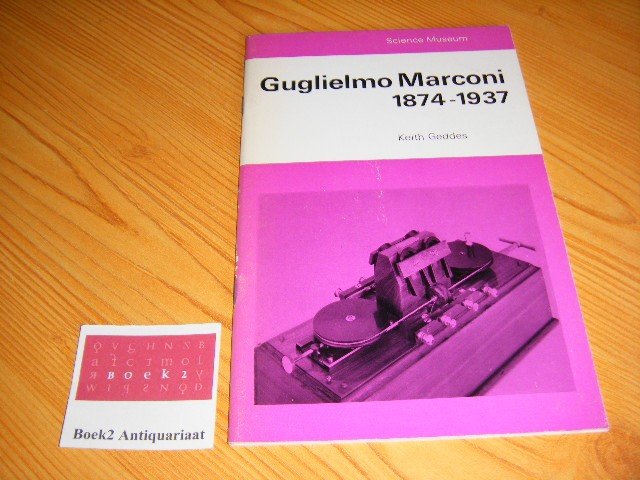 Science Museum
Guglielmo Marconi
1874-1937
Keith Geddes
BOEK2
Boek2 Antiquariaat